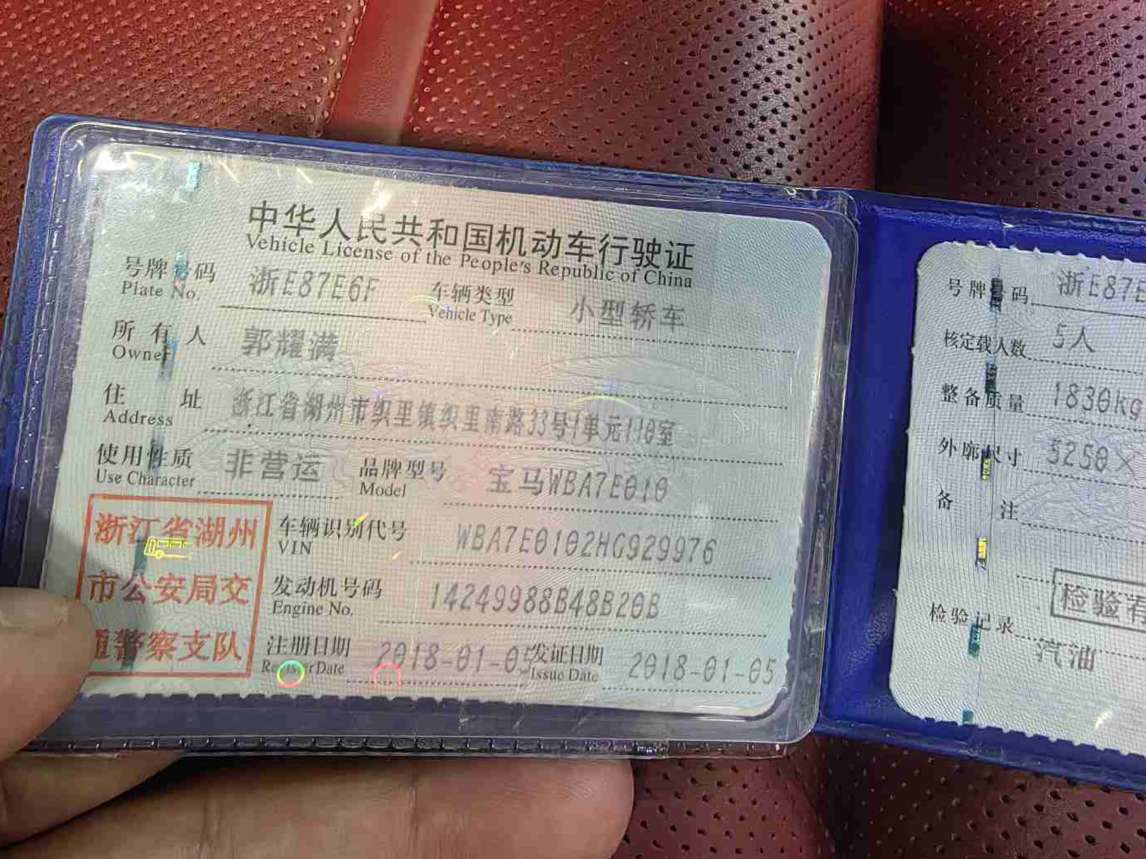 中华人民共和国机动车行驶证
Vehicle License of the People's Republic of China
号牌号码 浙E87E6F 车辆类型 小型轿车
Plate No. Vehicle Type
所有人 郭耀满
Owner
住址 浙江省湖州市织里镇织里南路33号1单元110室
Address
使用性质 非营运 品牌型号 宝马WBA7E010
Use Character Model
浙江省湖州
市公安局交
通警察支队
车辆识别代号 WBA7E0102HG929976
VIN
发动机号码 14249988B48B20B
Engine No.
注册日期 2018-01-05 发证日期 2018-01-05
Register Date Issue Date
号牌号码 浙E87E
核定载人数 5人
整备质量 1830kg
外廓尺寸 5250×
备注
检验记录 检验有
汽油